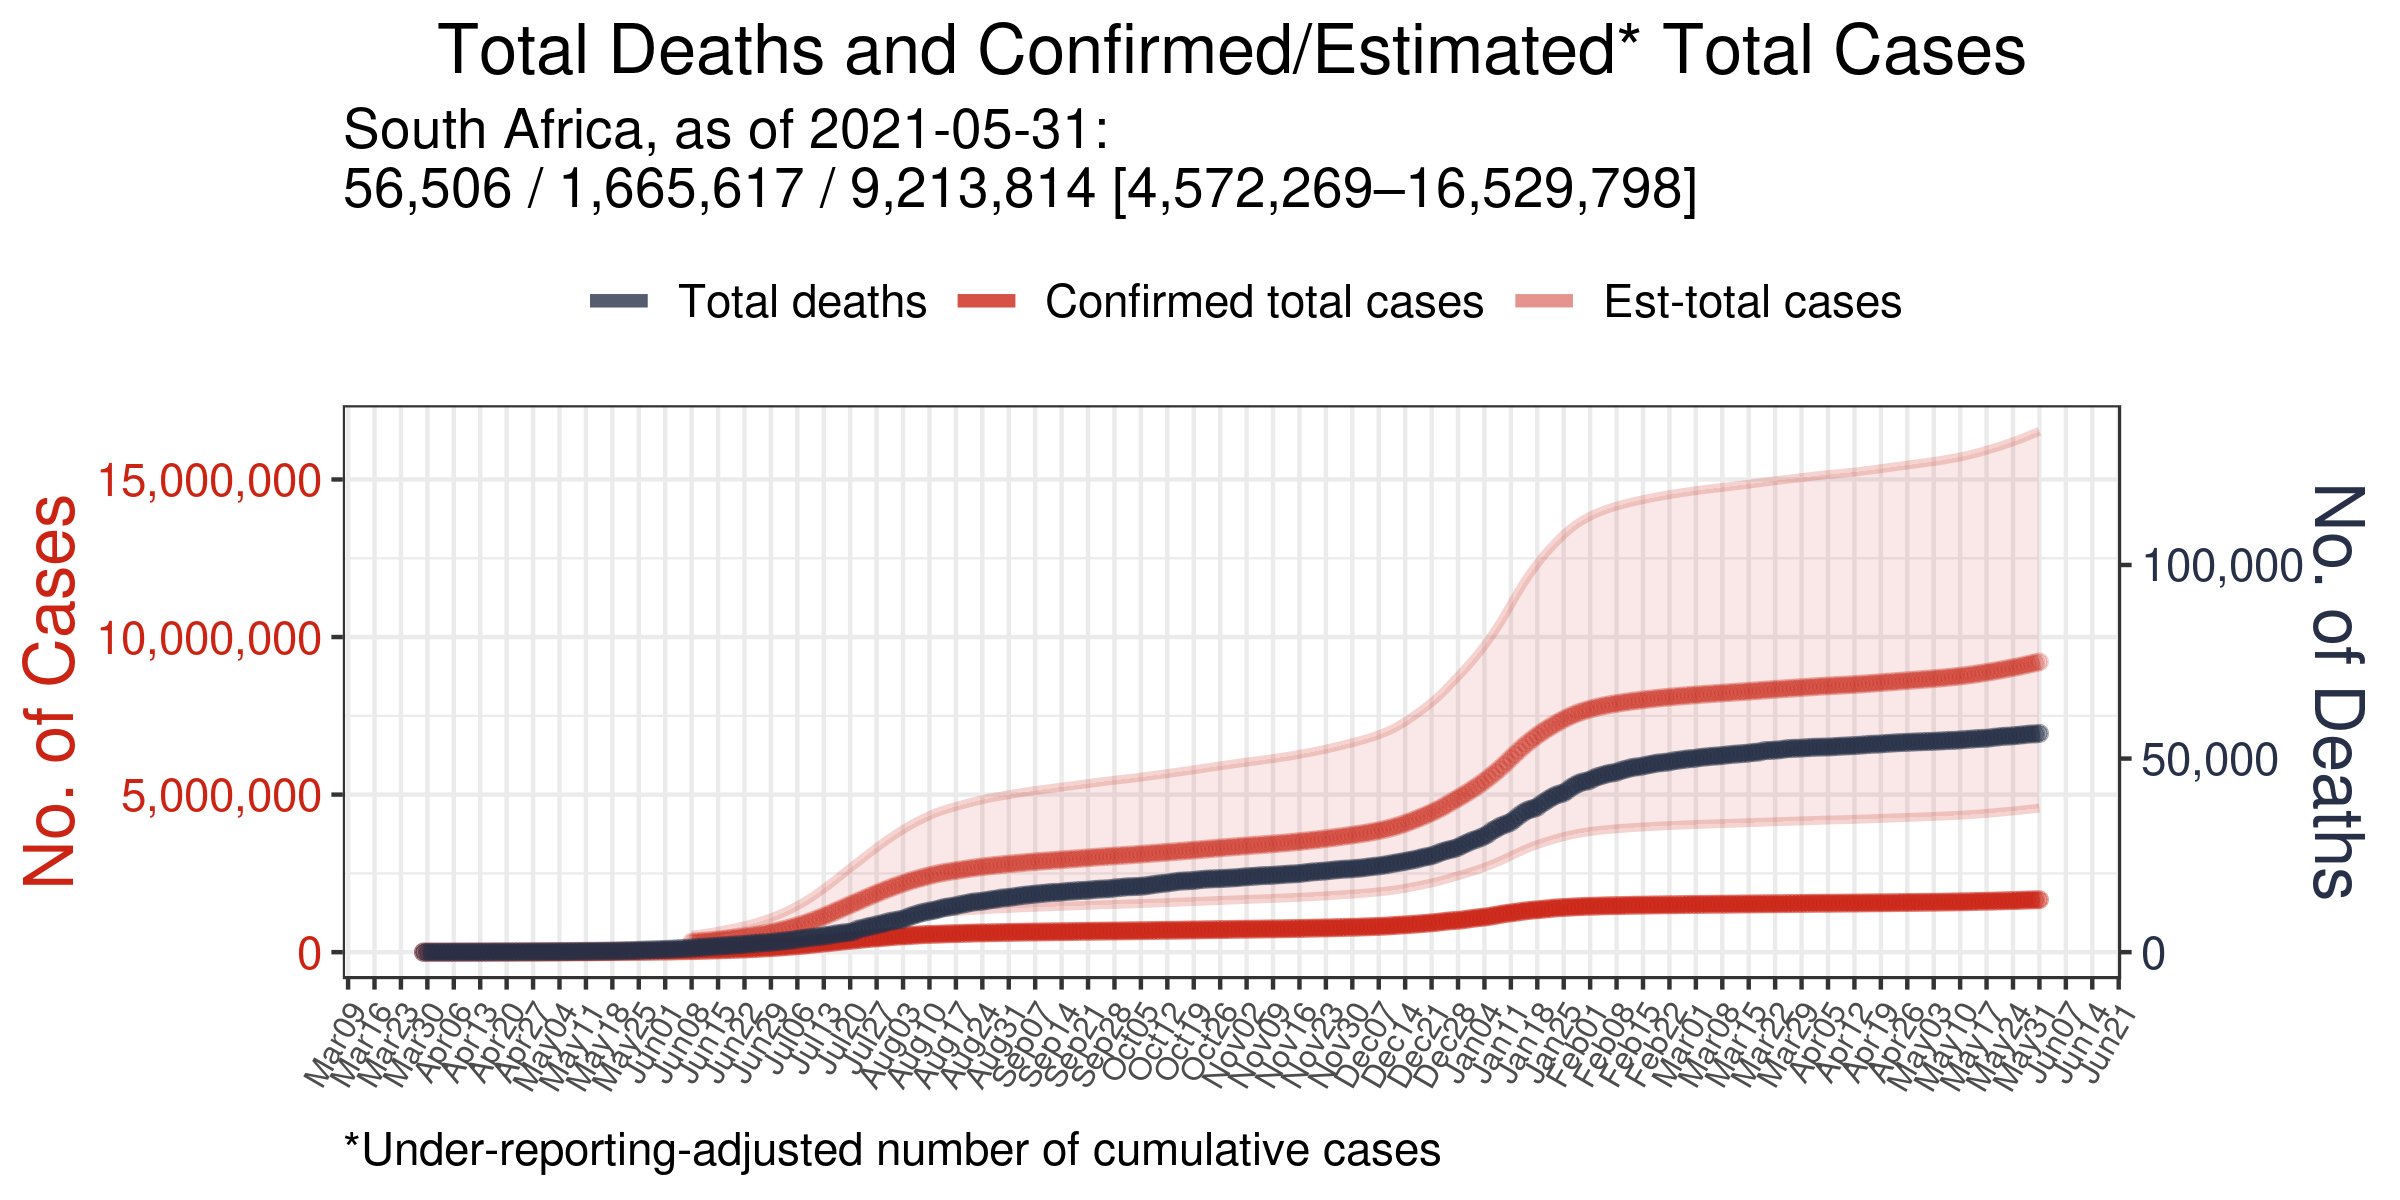 Total Deaths and Confirmed/Estimated* Total Cases
South Africa, as of 2021-05-31:
56,506 / 1,665,617 / 9,213,814 [4,572,269–16,529,798]
Total deaths Confirmed total cases Est-total cases
No. of Cases
15,000,000
10,000,000
5,000,000
0
100,000
50,000
0
No. of Deaths
Mar09 Mar16 Mar23 Mar30 Apr06 Apr13 Apr20 Apr27 May04 May11 May18 May25 Jun01 Jun08 Jun15 Jun22 Jun29 Jul06 Jul13 Jul20 Jul27 Aug03 Aug10 Aug17 Aug24 Aug31 Sep07 Sep14 Sep21 Sep28 Oct05 Oct12 Oct19 Oct26 Nov02 Nov09 Nov16 Nov23 Nov30 Dec07 Dec14 Dec21 Dec28 Jan04 Jan11 Jan18 Jan25 Feb01 Feb08 Feb15 Feb22 Mar01 Mar08 Mar15 Mar22 Mar29 Apr05 Apr12 Apr19 Apr26 May03 May10 May17 May24 May31 Jun07 Jun14 Jun21
*Under-reporting-adjusted number of cumulative cases